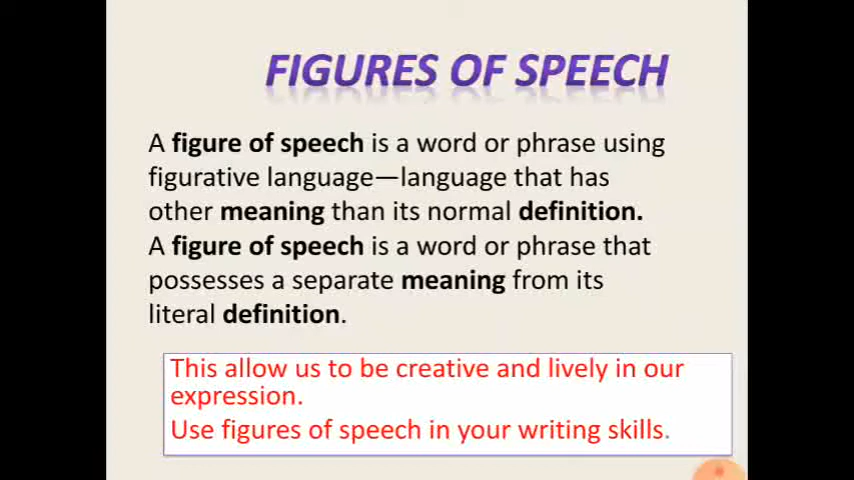 FIGURES OF SPEECH
A figure of speech is a word or phrase using
figurative language—language that has
other meaning than its normal definition.
A figure of speech is a word or phrase that
possesses a separate meaning from its
literal definition.
This allow us to be creative and lively in our
expression.
Use figures of speech in your writing skills.